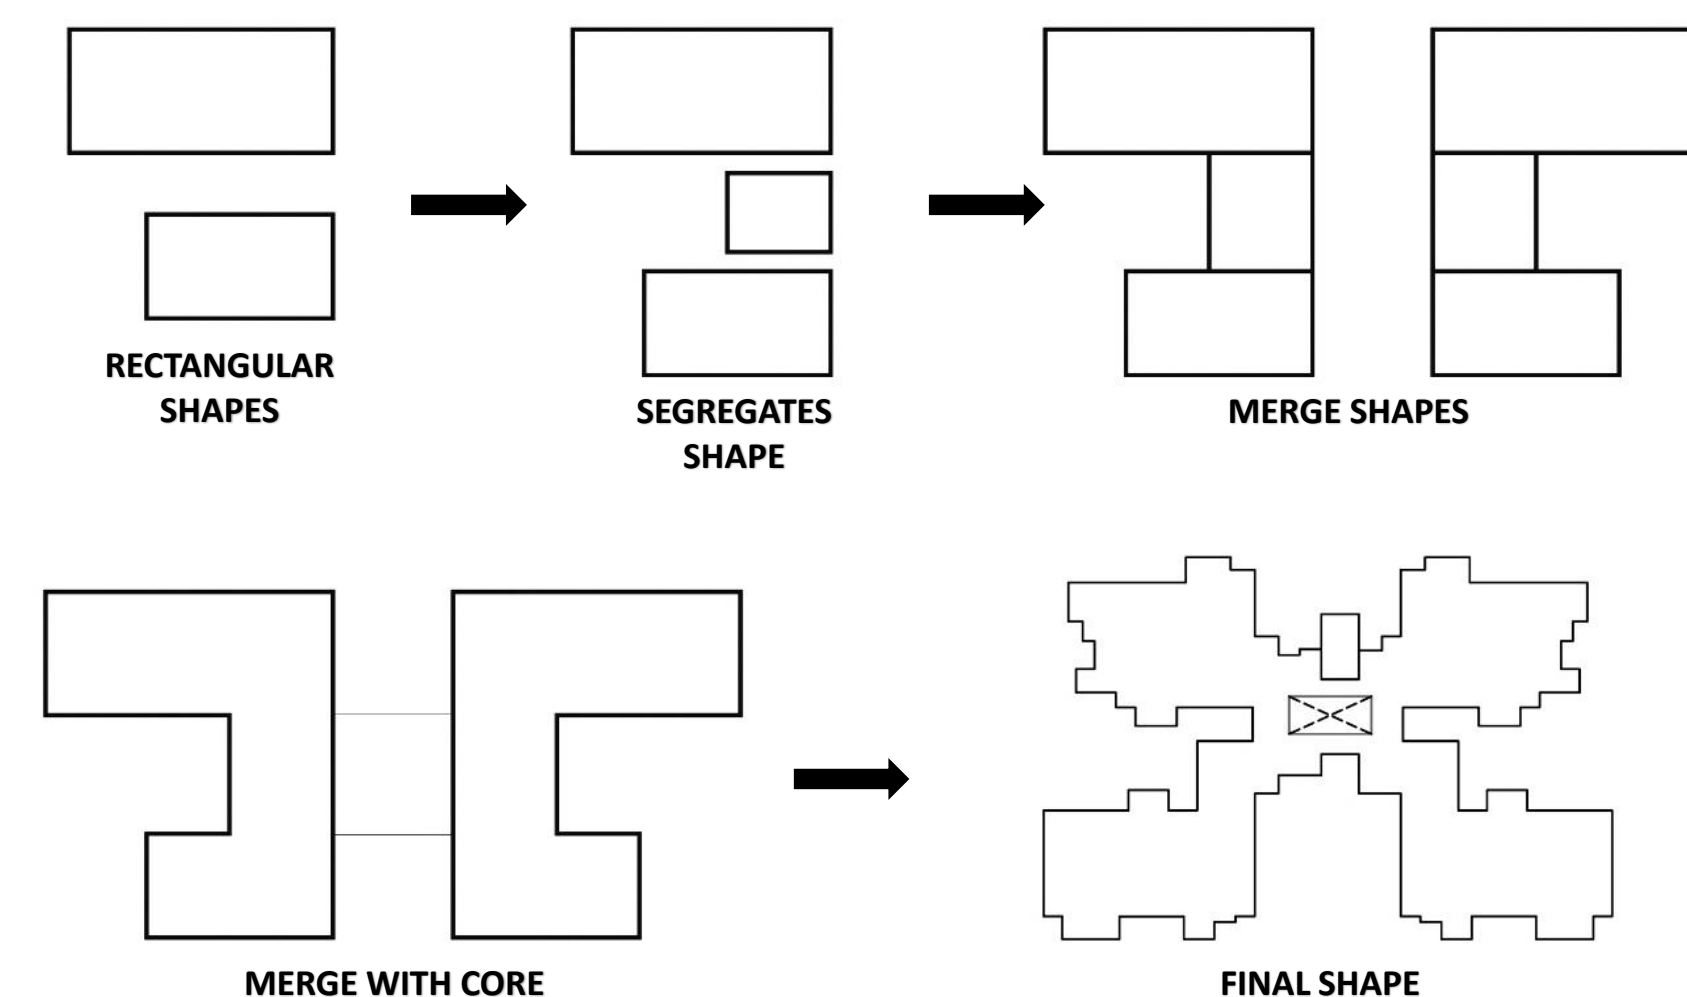 RECTANGULAR
SHAPES
SEGREGATES
SHAPE
MERGE SHAPES
MERGE WITH CORE
FINAL SHAPE